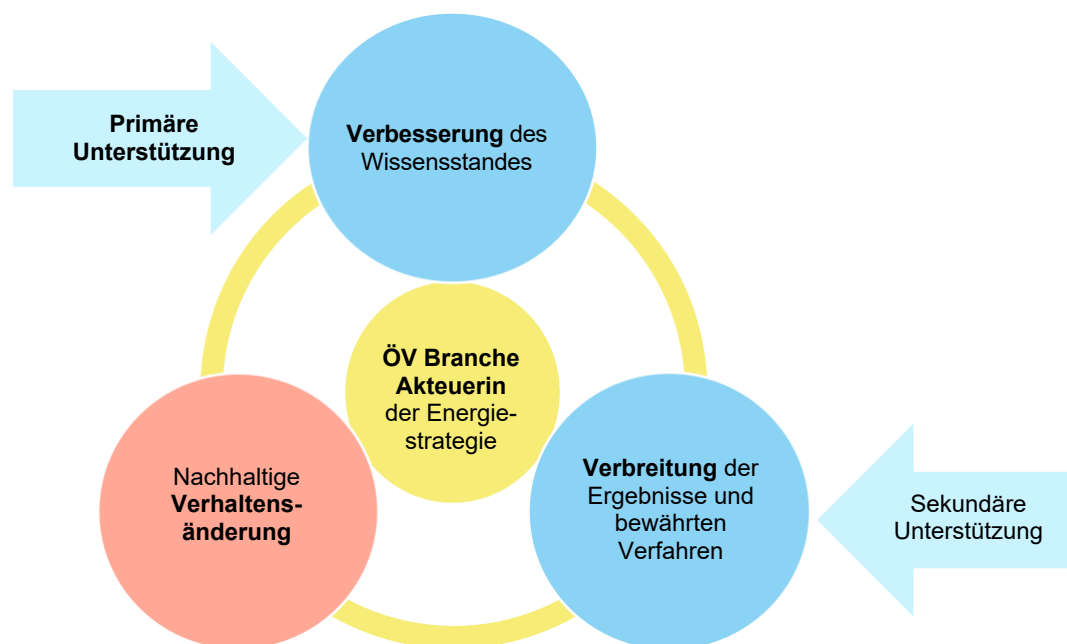 Primäre
Unterstützung
Verbesserung des
Wissensstandes
ÖV Branche
Akteuerin
der Energie-
strategie
Nachhaltige
Verhaltens-
änderung
Verbreitung der
Ergebnisse und
bewährten
Verfahren
Sekundäre
Unterstützung